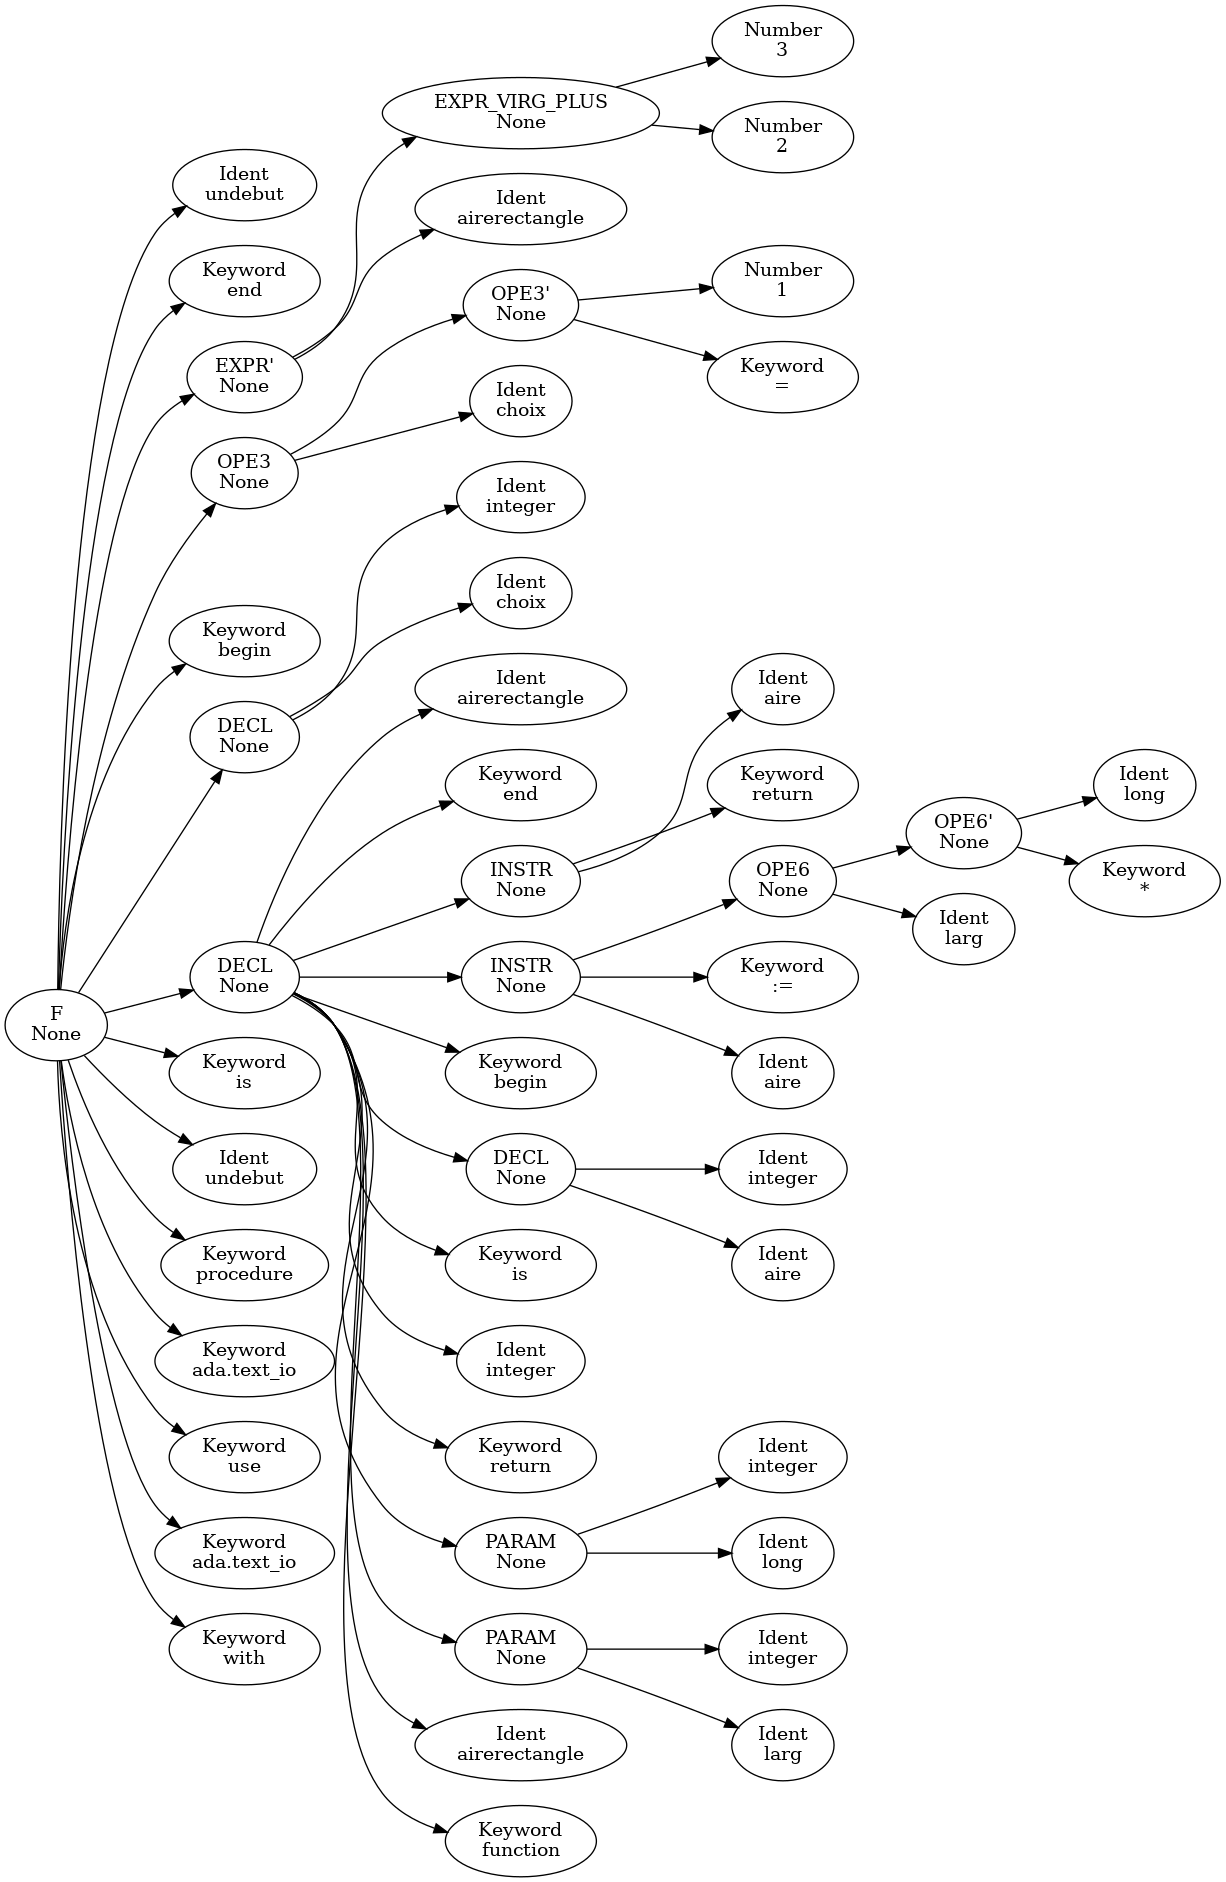 Number
3
EXPR_VIRG_PLUS
None
Number
2
Ident
undebut
Ident
airerectangle
Keyword
end
OPE3'
None
Number
1
EXPR'
None
Keyword
=
Ident
choix
OPE3
None
Ident
integer
Ident
choix
Keyword
begin
Ident
airerectangle
Ident
aire
DECL
None
Keyword
end
Keyword
return
Ident
long
OPE6'
None
INSTR
None
OPE6
None
Keyword
*
Ident
larg
DECL
None
INSTR
None
Keyword
:=
F
None
Keyword
is
Keyword
begin
Ident
aire
Ident
undebut
DECL
None
Ident
integer
Keyword
procedure
Keyword
is
Ident
aire
Keyword
ada.text_io
Ident
integer
Keyword
use
Keyword
return
Ident
integer
Keyword
ada.text_io
PARAM
None
Ident
long
Keyword
with
PARAM
None
Ident
integer
Ident
airerectangle
Ident
larg
Keyword
function